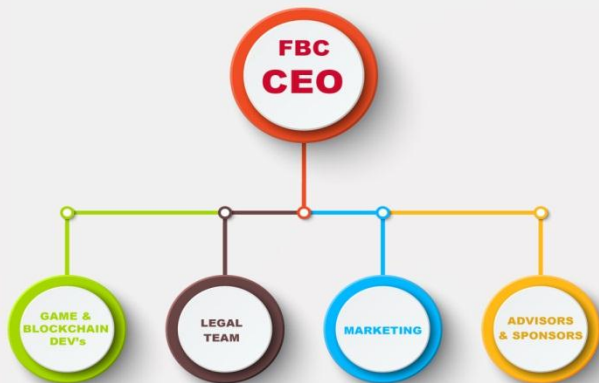 FBC
CEO
GAME &
BLOCKCHAIN
DEV's
LEGAL
TEAM
MARKETING
ADVISORS
& SPONSORS